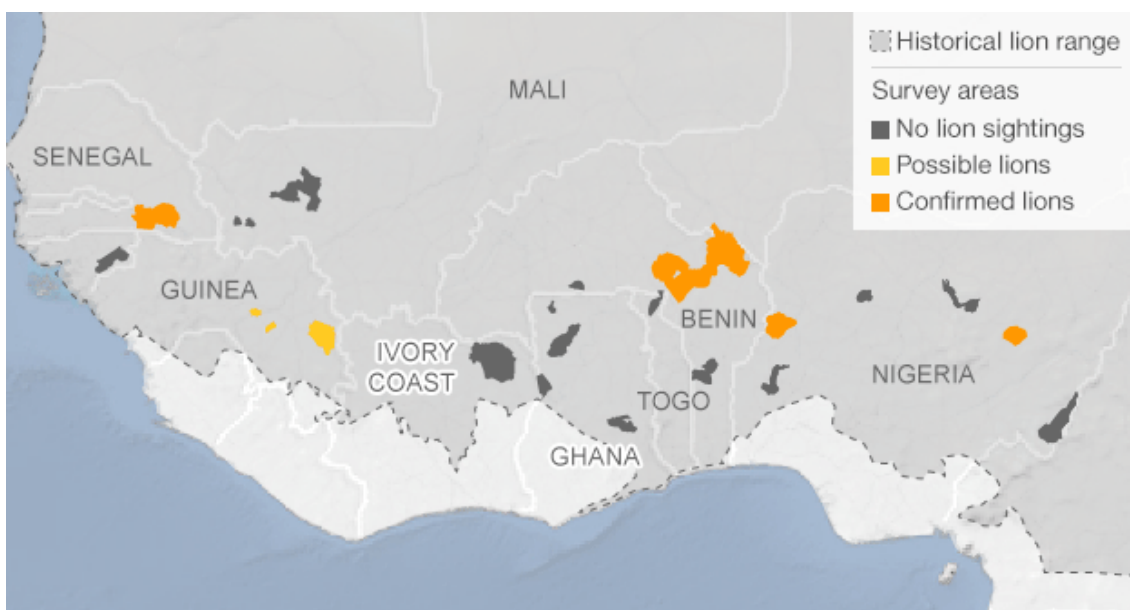 Historical lion range
Survey areas
No lion sightings
Possible lions
Confirmed lions
MALI
SENEGAL
GUINEA
IVORY
COAST
BENIN
NIGERIA
TOGO
GHANA